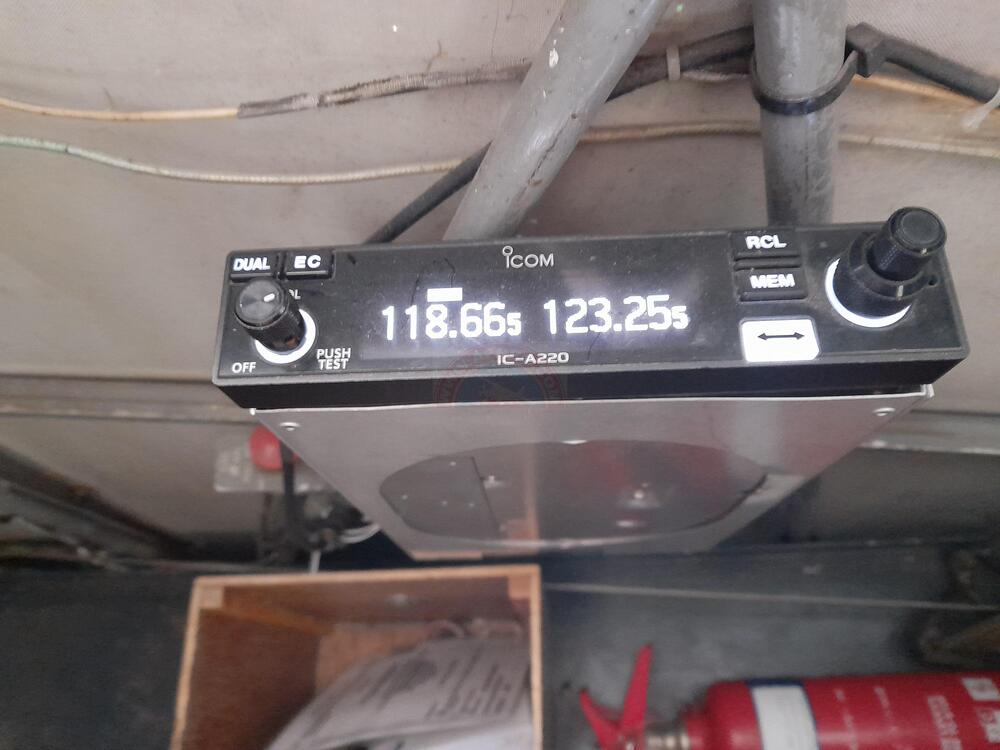 DUAL EC
ICOM
RCL
MEM
118.665 123.255
OFF
PUSH
TEST
IC-A220